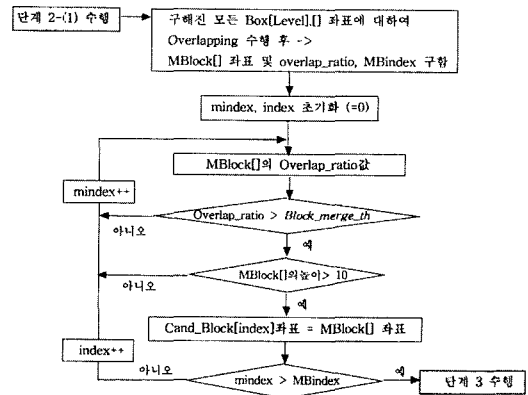 단계 2-(1) 수행
구해진 모든 Box[Level].[] 좌표에 대하여
Overlapping 수행 후 ->
MBlock[] 좌표 및 overlap_ratio, MBindex 구함
mindex, index 초기화 (=0)
MBlock[]의 Overlap_ratio값
mindex++
Overlap_ratio > Block_merge_th
아니오
예
MBlock[]의높이> 10
아니오
예
Cand_Block[index]좌표 = MBlock[] 좌표
index++
아니오
mindex > MBindex
예
단계 3 수행